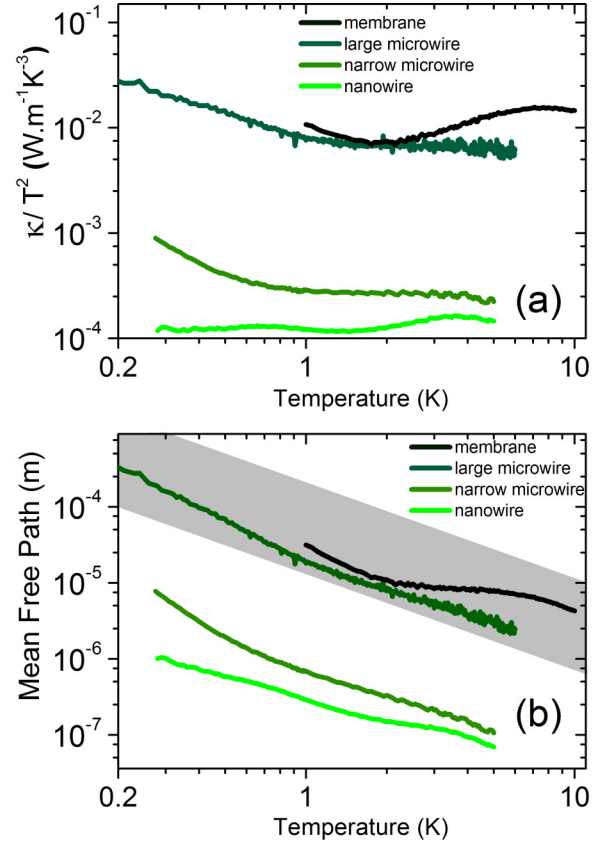 10⁻¹
membrane
large microwire
narrow microwire
nanowire
10⁻²
κ/ T² (W.m⁻¹K⁻³)
10⁻³
(a)
10⁻⁴
0.2 1 10
Temperature (K)
membrane
large microwire
narrow microwire
nanowire
10⁻⁴
10⁻⁵
Mean Free Path (m)
10⁻⁶
(b)
10⁻⁷
0.2 1 10
Temperature (K)